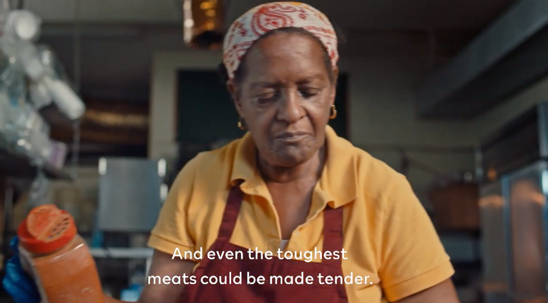 And even the toughest
meats could be made tender.